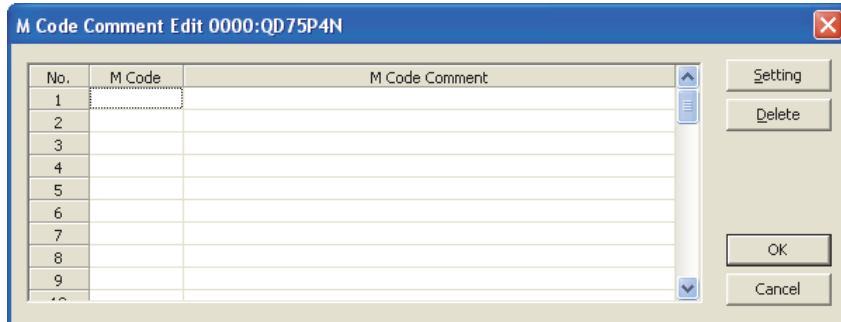 M Code Comment Edit 0000:QD75P4N
No. M Code M Code Comment
Setting
1
Delete
2
3
4
5
6
7
8
OK
9
Cancel